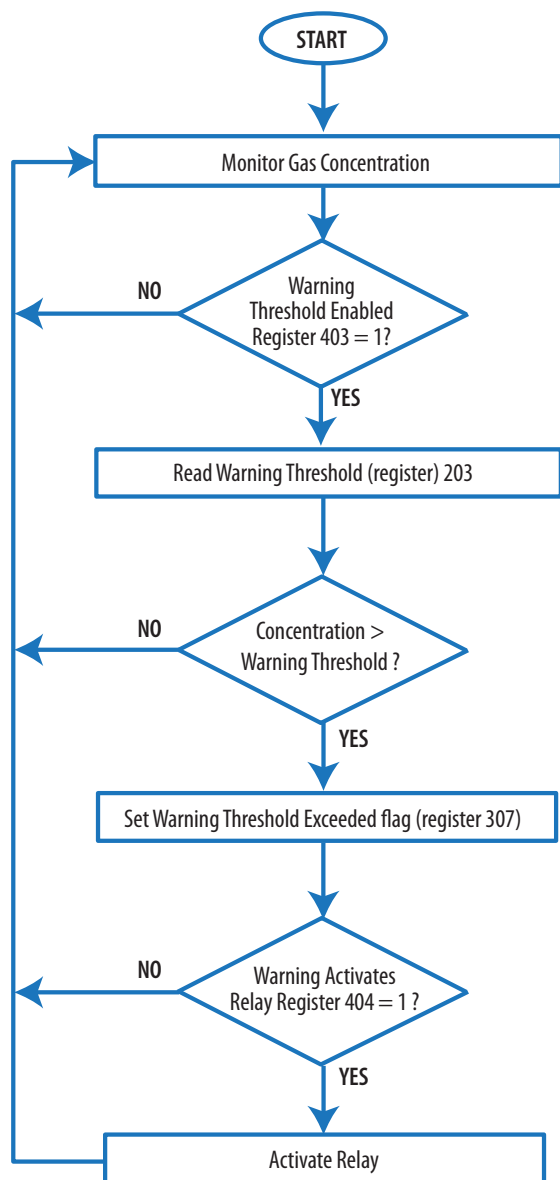 START
Monitor Gas Concentration
Warning
Threshold Enabled
Register 403 = 1?
NO
YES
Read Warning Threshold (register) 203
Concentration >
Warning Threshold ?
NO
YES
Set Warning Threshold Exceeded flag (register 307)
Warning Activates
Relay Register 404 = 1 ?
NO
YES
Activate Relay